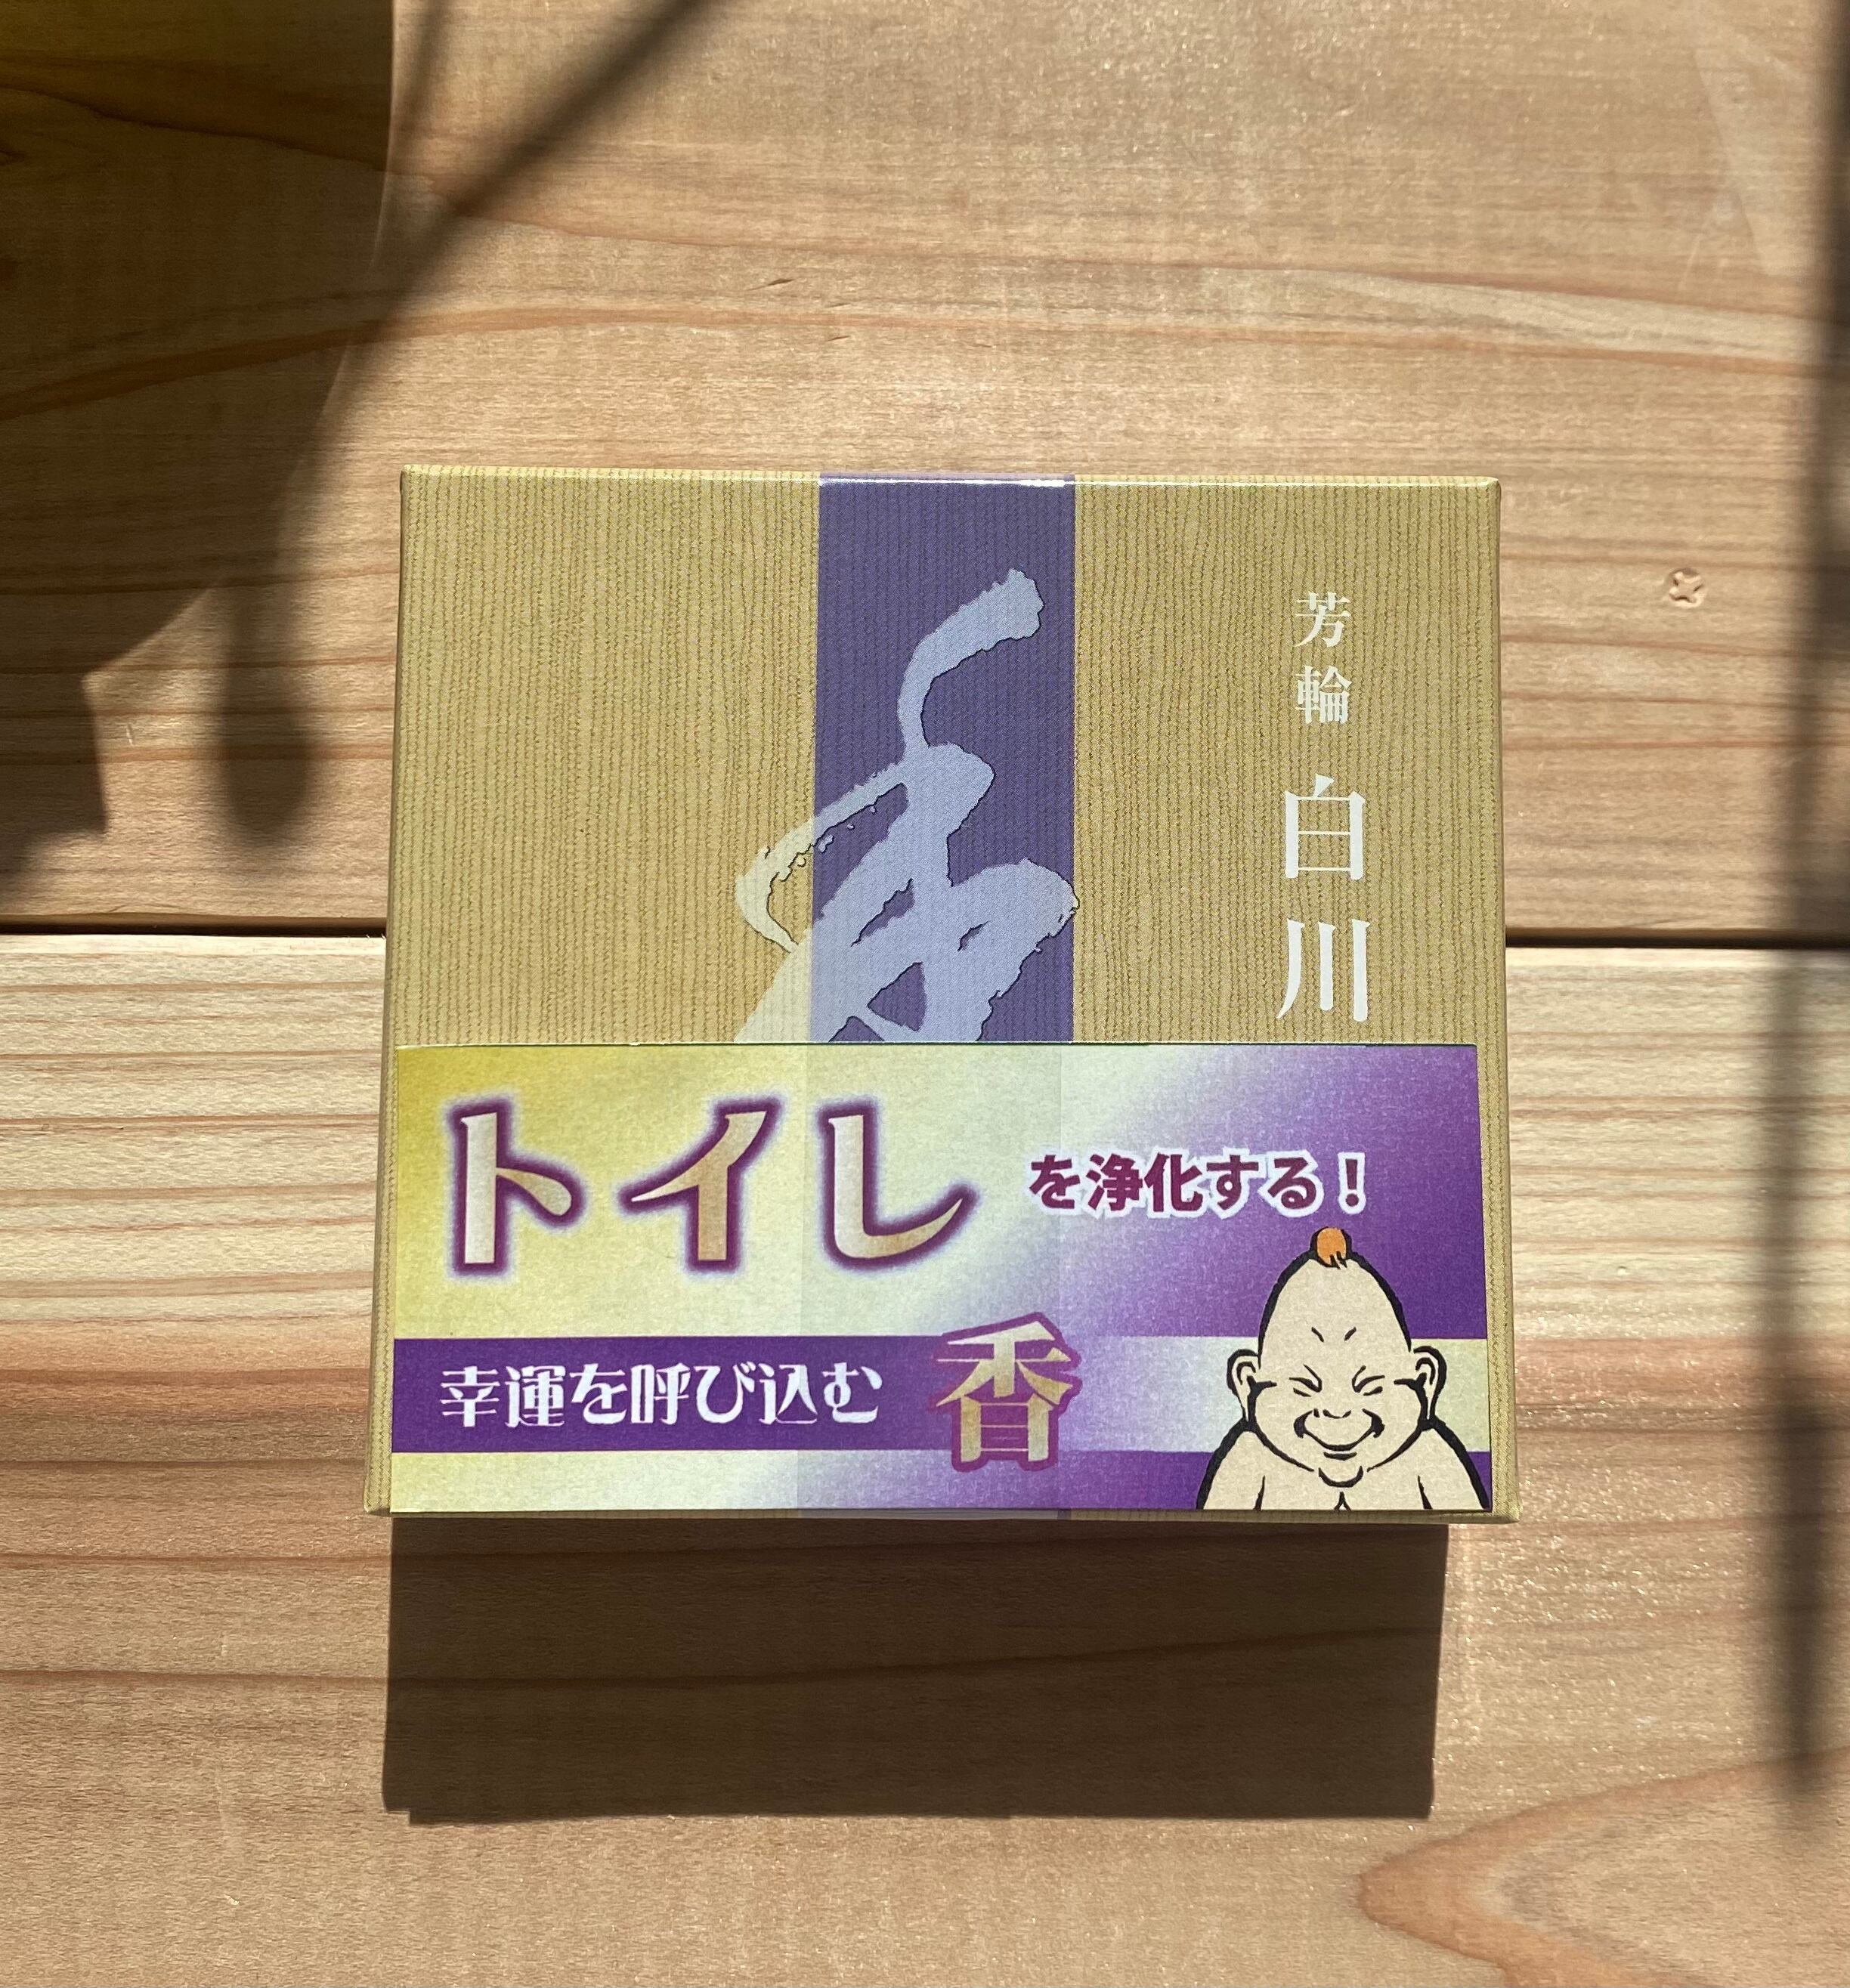 芳輪 白川
トイレを浄化する！
幸運を呼び込む香